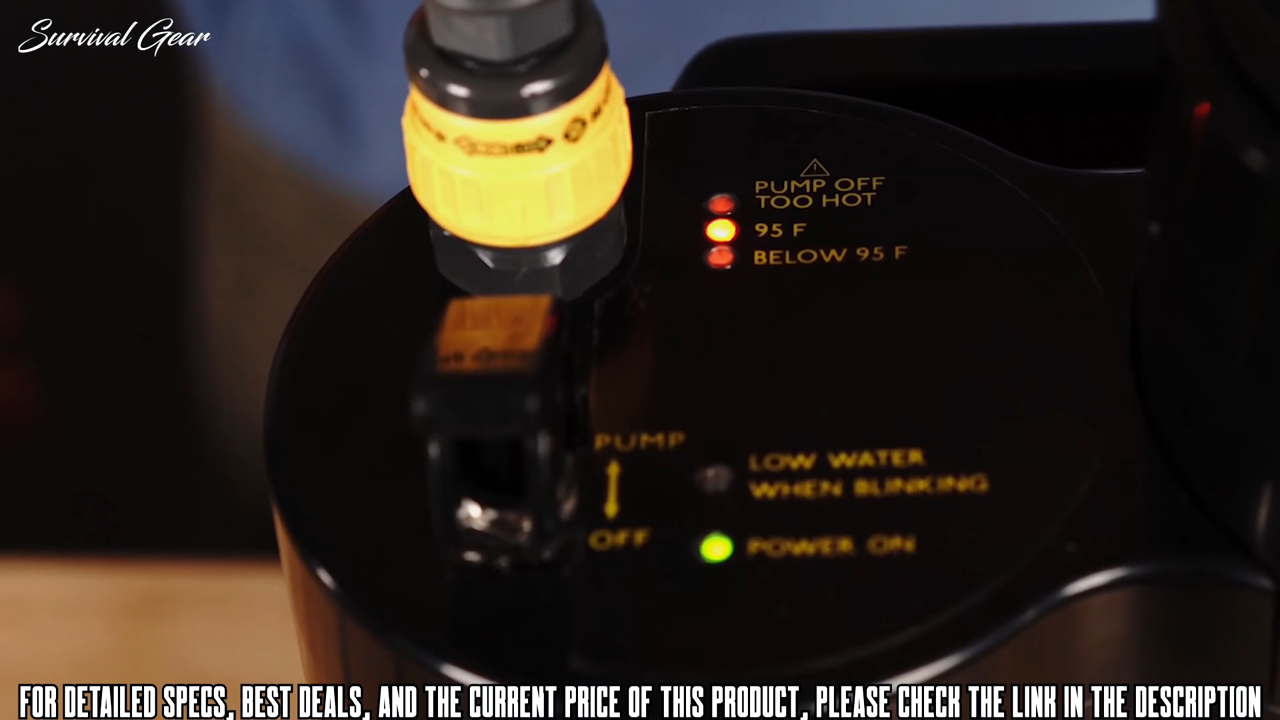 Survival Gear
PUMP OFF
TOO HOT
95 F
BELOW 95 F
PUMP
OFF
LOW WATER
WHEN BLINKING
POWER ON
FOR DETAILED SPECS, BEST DEALS, AND THE CURRENT PRICE OF THIS PRODUCT, PLEASE CHECK THE LINK IN THE DESCRIPTION